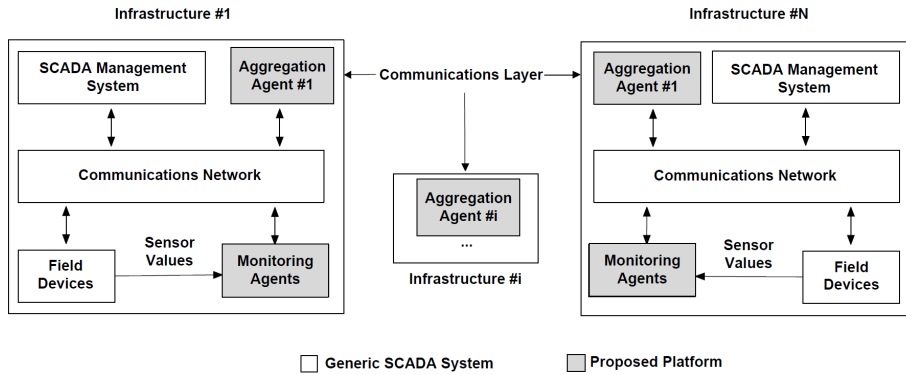 Infrastructure #1
Infrastructure #N
SCADA Management
System
Aggregation
Agent #1
Communications Layer
Aggregation
Agent #1
SCADA Management
System
Communications Network
Aggregation
Agent #i
...
Infrastructure #i
Communications Network
Field
Devices
Sensor
Values
Monitoring
Agents
Monitoring
Agents
Sensor
Values
Field
Devices
Generic SCADA System
Proposed Platform